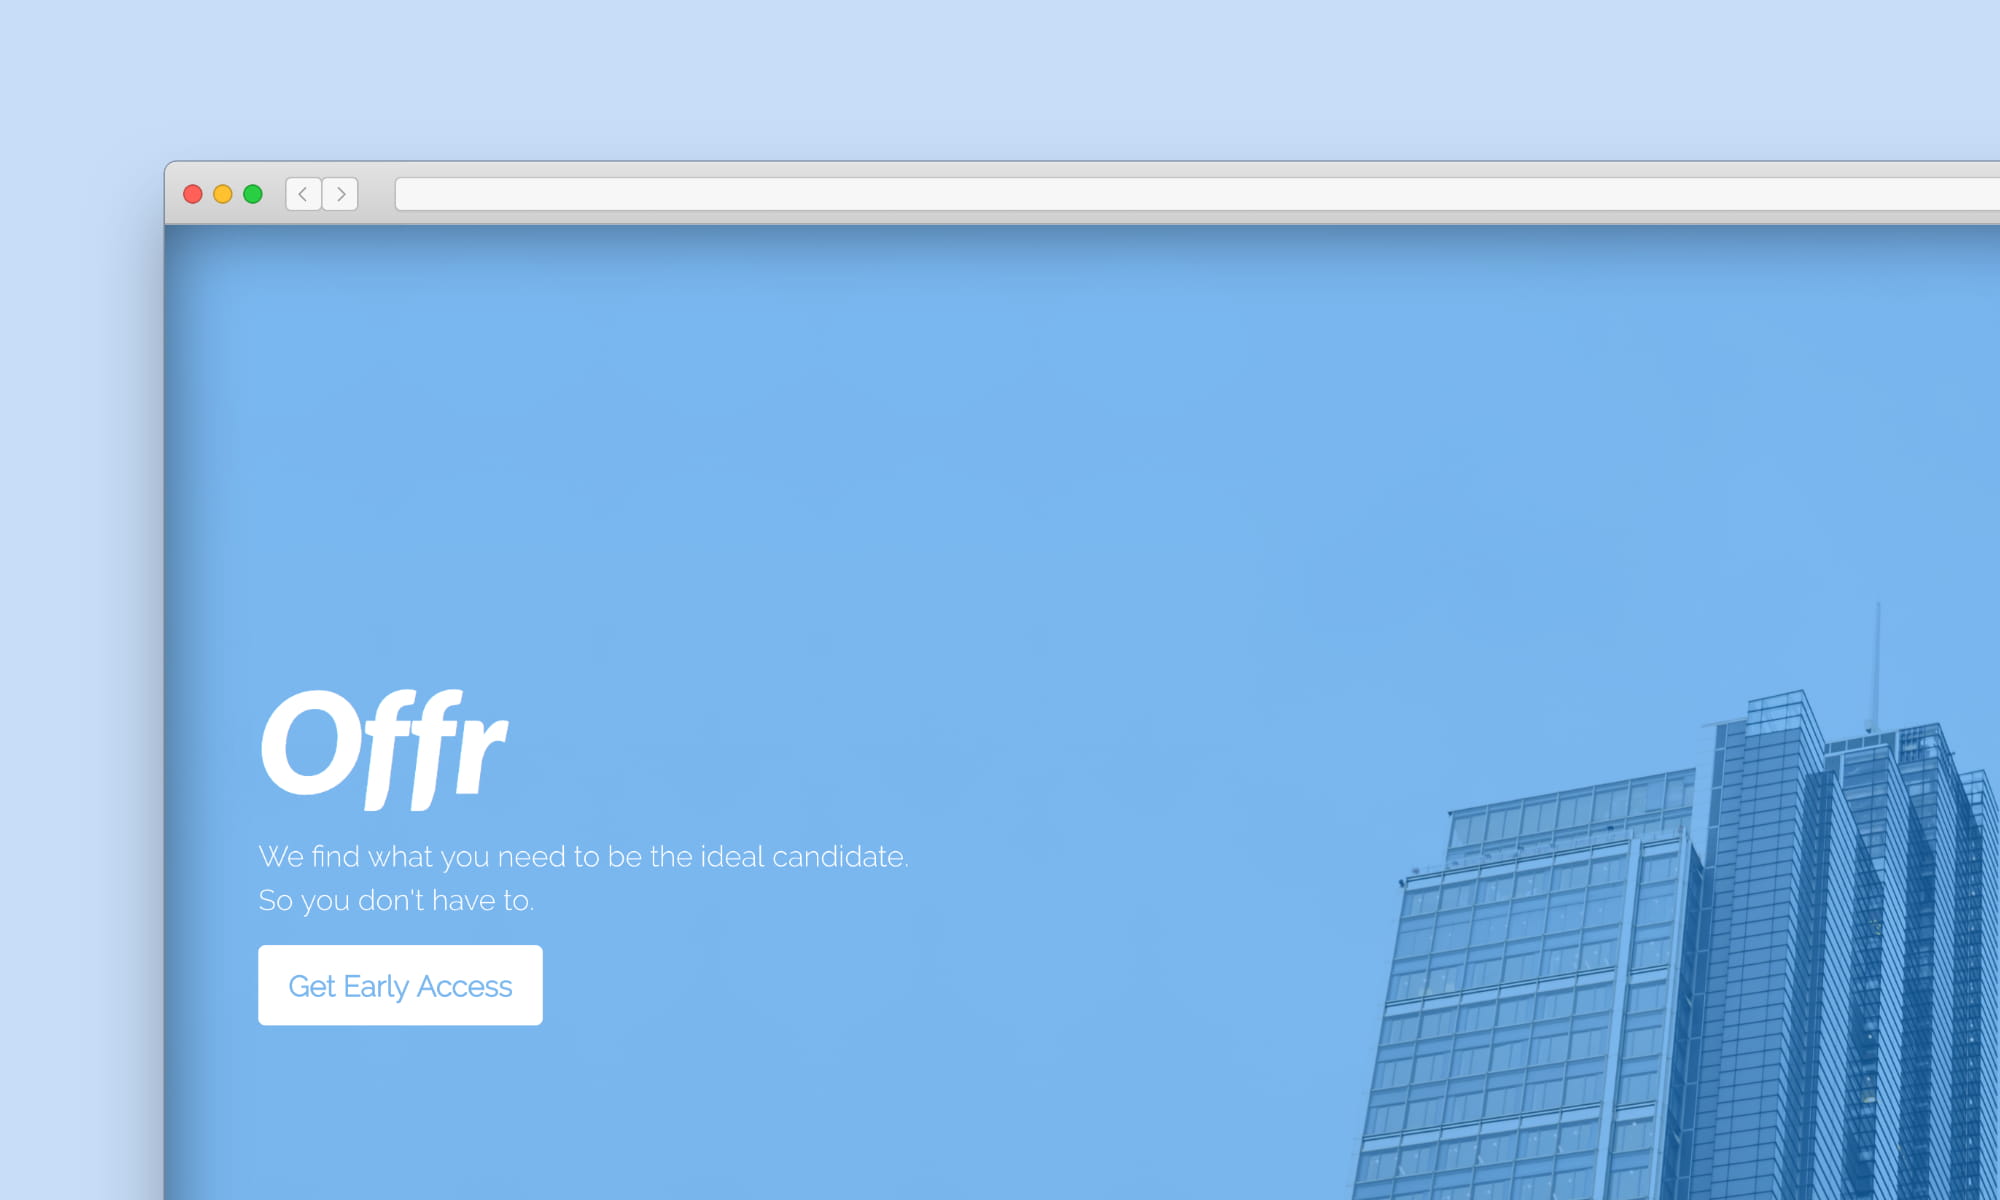 Offr
We find what you need to be the ideal candidate.
So you don't have to.
Get Early Access